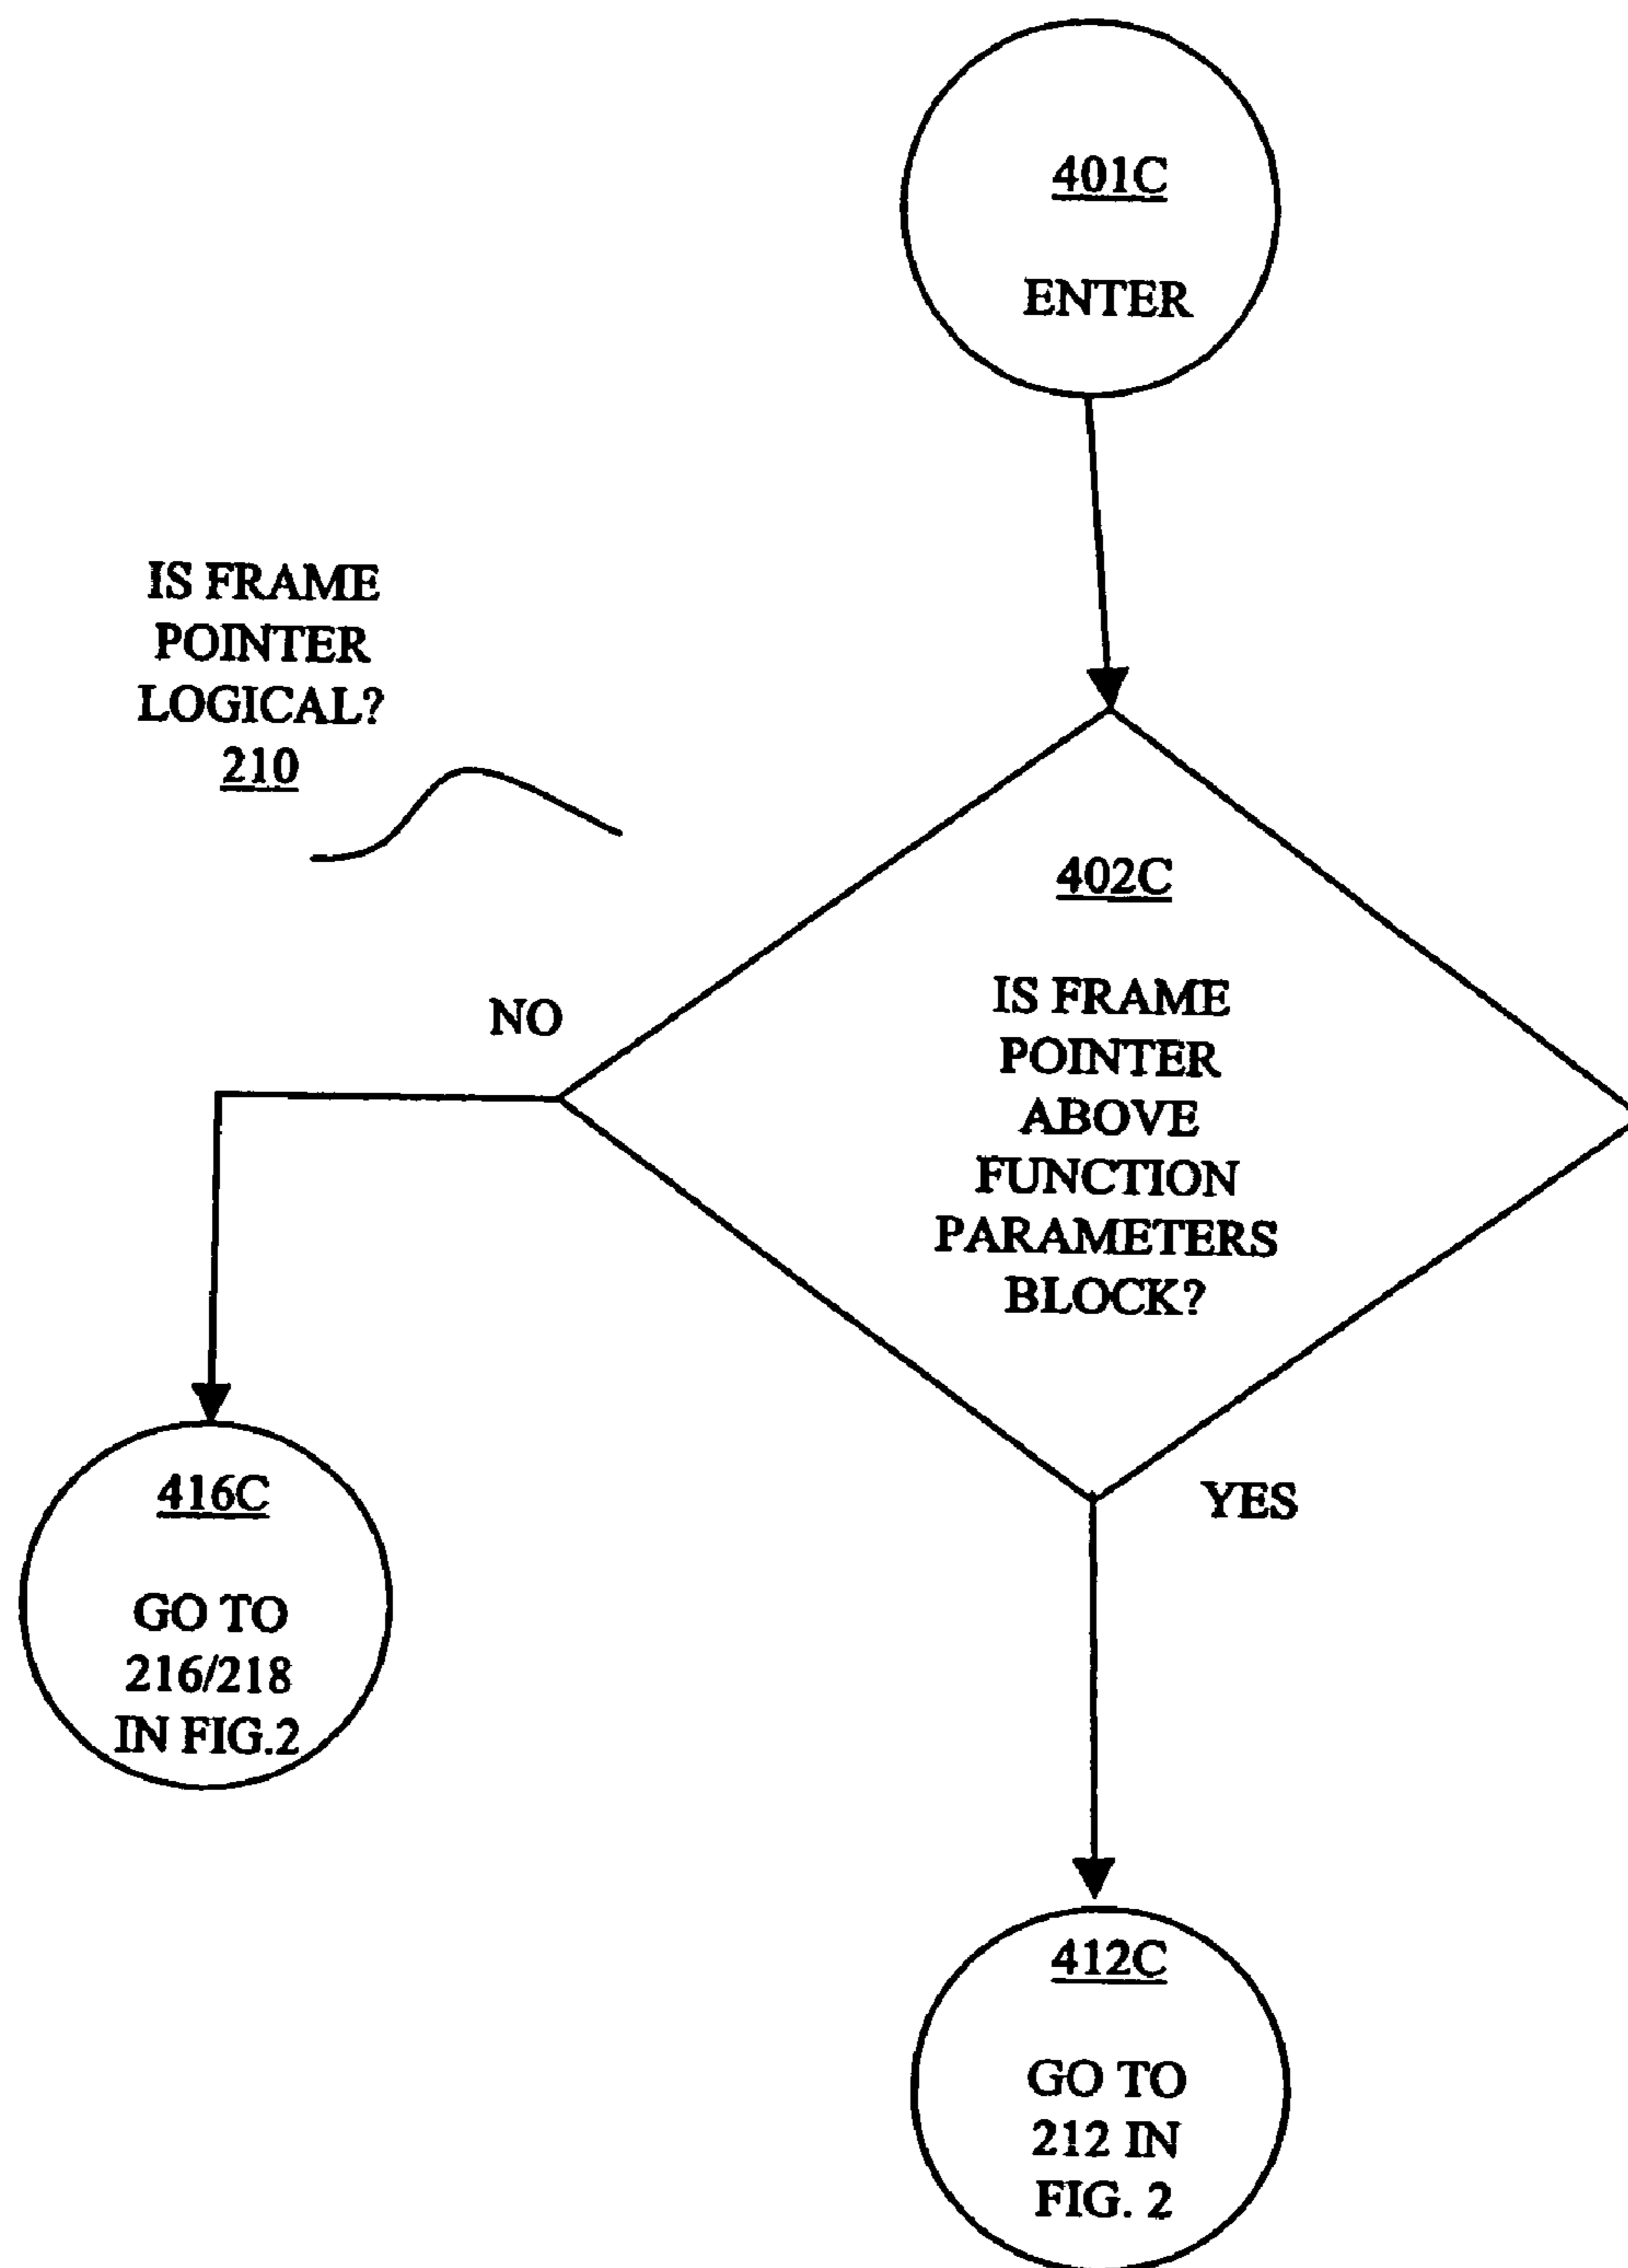 401C
ENTER
IS FRAME
POINTER
LOGICAL?
210
402C
IS FRAME
POINTER
ABOVE
FUNCTION
PARAMETERS
BLOCK?
NO
YES
416C
GO TO
216/218
IN FIG.2
412C
GO TO
212 IN
FIG. 2